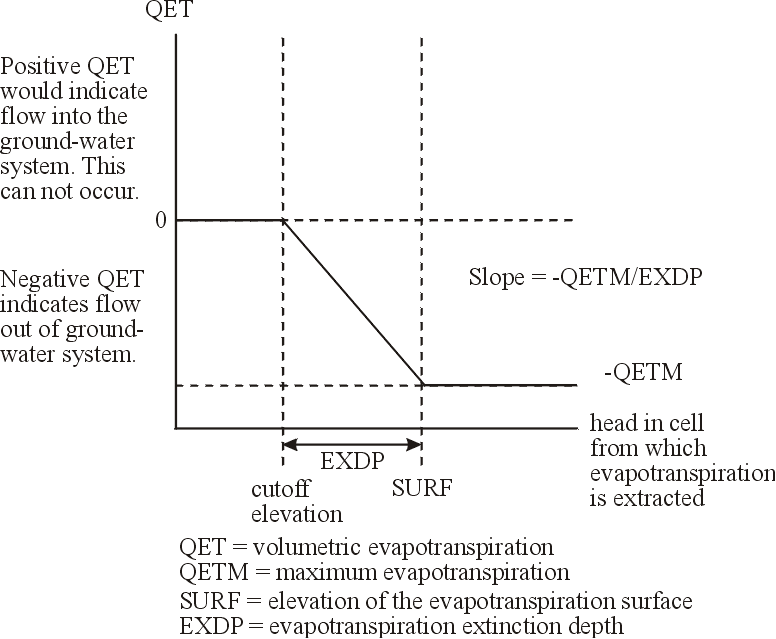 QET
Positive QET
would indicate
flow into the
ground-water
system. This
can not occur.
0
Negative QET
indicates flow
out of ground-
water system.
Slope = -QETM/EXDP
-QETM
head in cell
from which
evapotranspiration
is extracted
EXDP
cutoff
elevation
SURF
QET = volumetric evapotranspiration
QETM = maximum evapotranspiration
SURF = elevation of the evapotranspiration surface
EXDP = evapotranspiration extinction depth